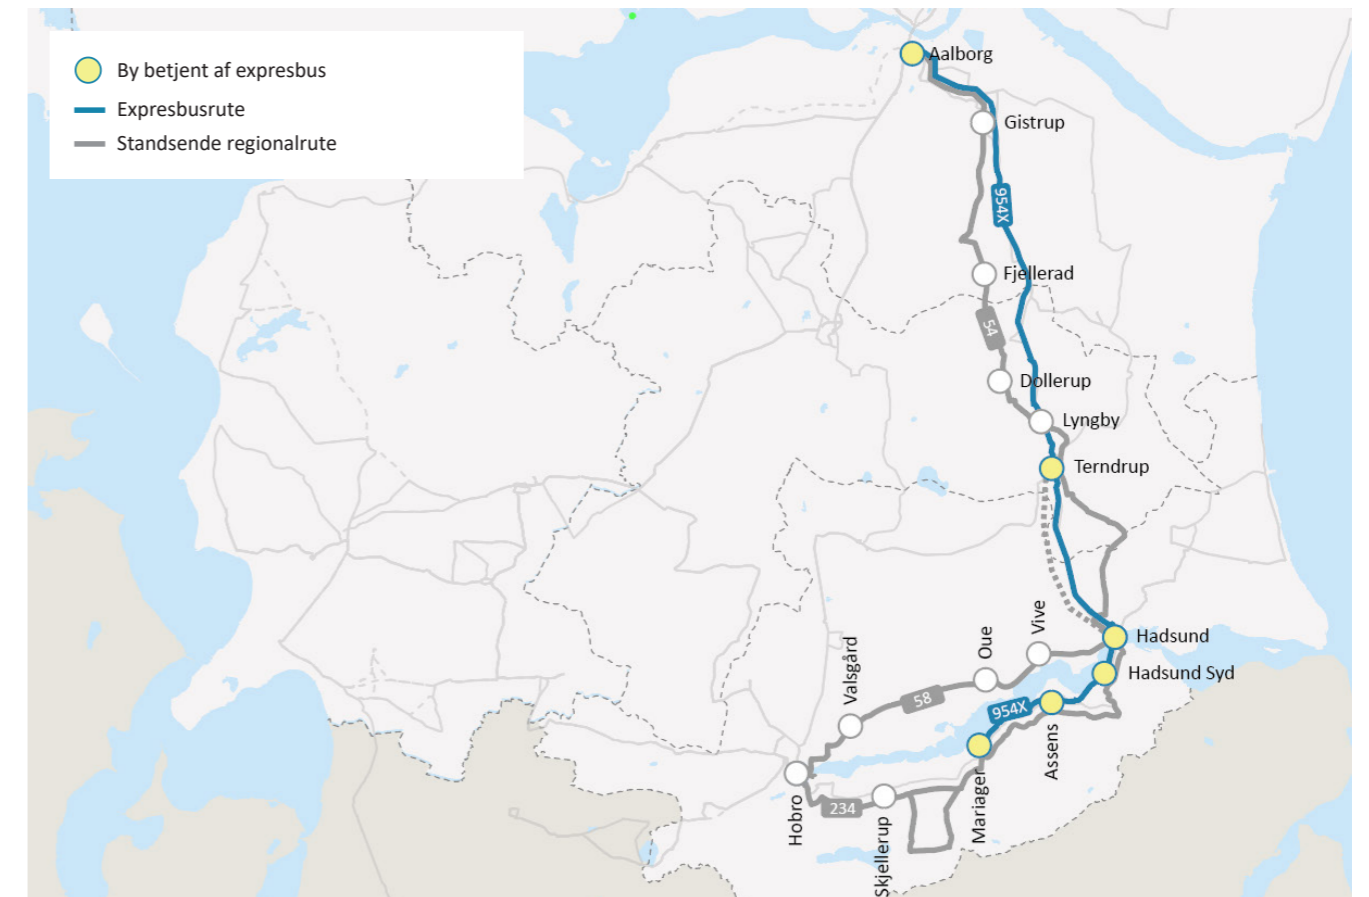 By betjent af expresbus
Expresbusrute
Standsende regionalrute
Aalborg
Gistrup
954X
Fjellerad
54
Dollerup
Lyngby
Terndrup
Hadsund
Hadsund Syd
Vive
Oue
Valsgård
58
954X
Assens
Mariager
Hobro
234
Skjellerup